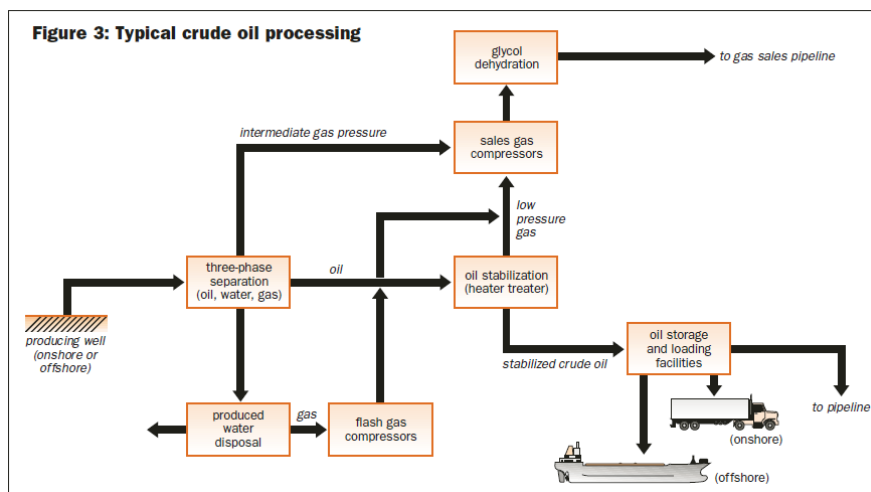 Figure 3: Typical crude oil processing
glycol
dehydration
to gas sales pipeline
intermediate gas pressure
sales gas
compressors
low
pressure
gas
three-phase
separation
(oil, water, gas)
oil
oil stabilization
(heater treater)
producing well
(onshore or
offshore)
oil storage
and loading
facilities
stabilized crude oil
to pipeline
produced
water
disposal
gas
flash gas
compressors
(onshore)
(offshore)